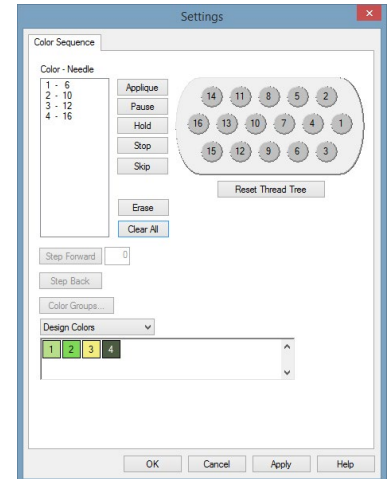 Settings
Color Sequence
Color - Needle
1 - 6
2 - 10
3 - 12
4 - 16
Applique
Pause
Hold
Stop
Skip
Erase
Clear All
14 11 8 5 2
16 13 10 7 4 1
15 12 9 6 3
Reset Thread Tree
Step Forward 0
Step Back
Color Groups...
Design Colors
1 2 3 4
OK Cancel Apply Help